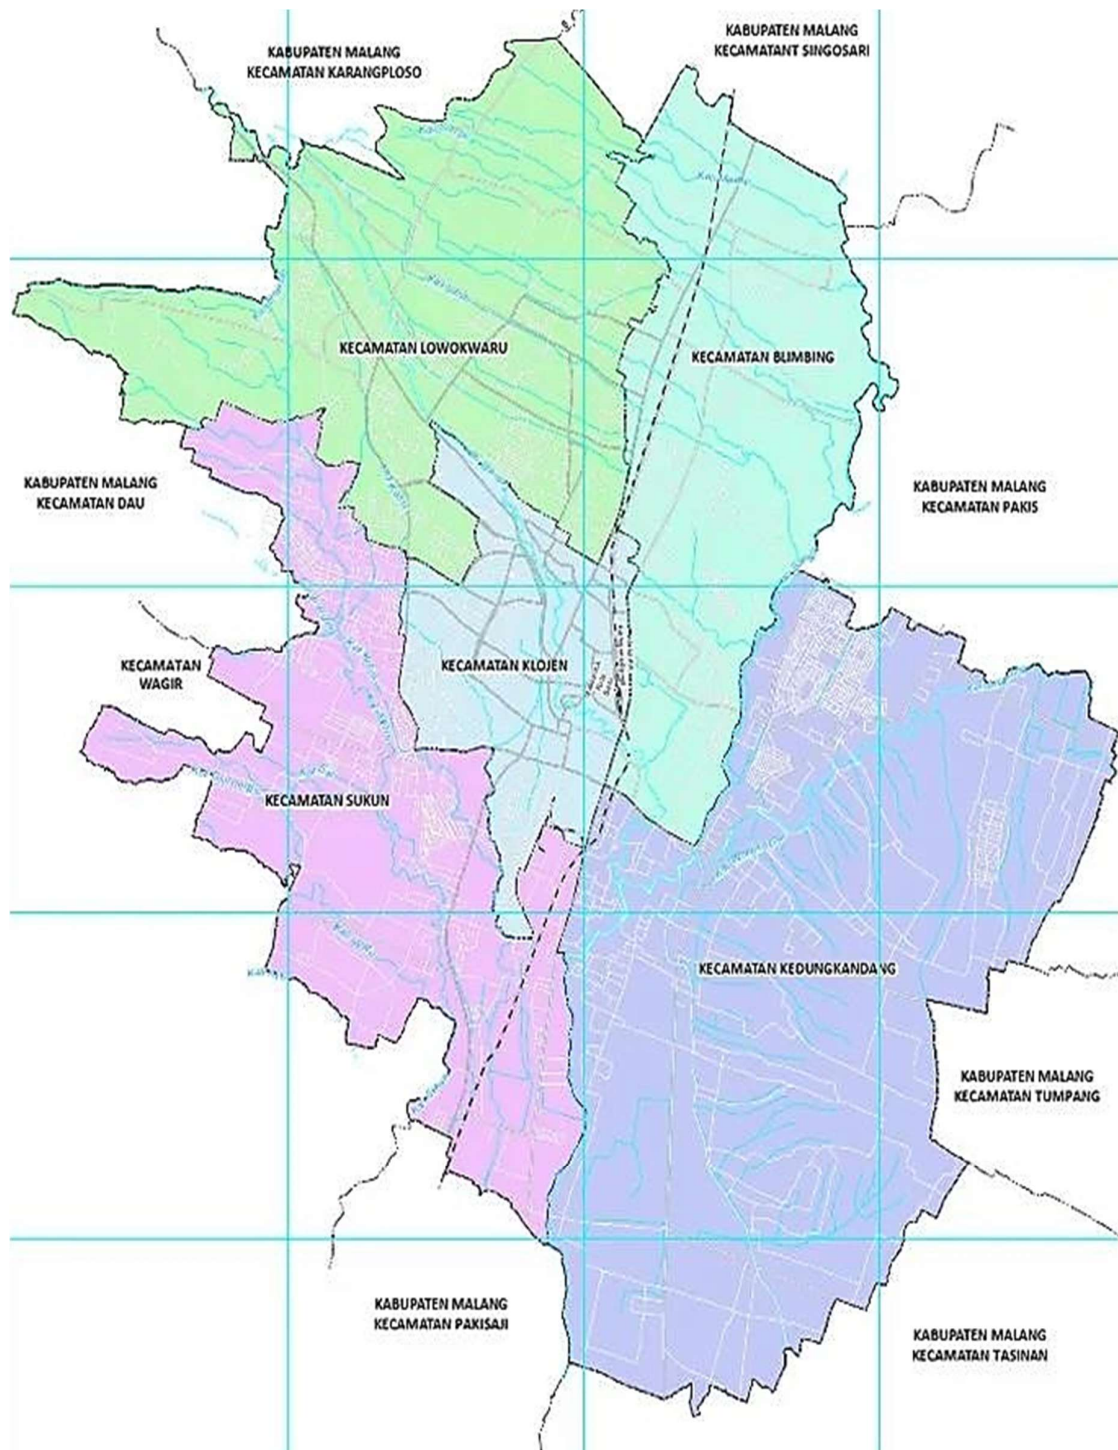 KABUPATEN MALANG
KECAMATANT SINGOSARI
KABUPATEN MALANG
KECAMATAN KARANGPLOSO
KECAMATAN LOWOKWARU
KECAMATAN BLIMBING
KABUPATEN MALANG
KECAMATAN DAU
KABUPATEN MALANG
KECAMATAN PAKIS
KECAMATAN
WAGIR
KECAMATAN KLOJEN
KECAMATAN SUKUN
KECAMATAN KEDUNGKANDANG
KABUPATEN MALANG
KECAMATAN TUMPANG
KABUPATEN MALANG
KECAMATAN PAKISAJI
KABUPATEN MALANG
KECAMATAN TASINAN